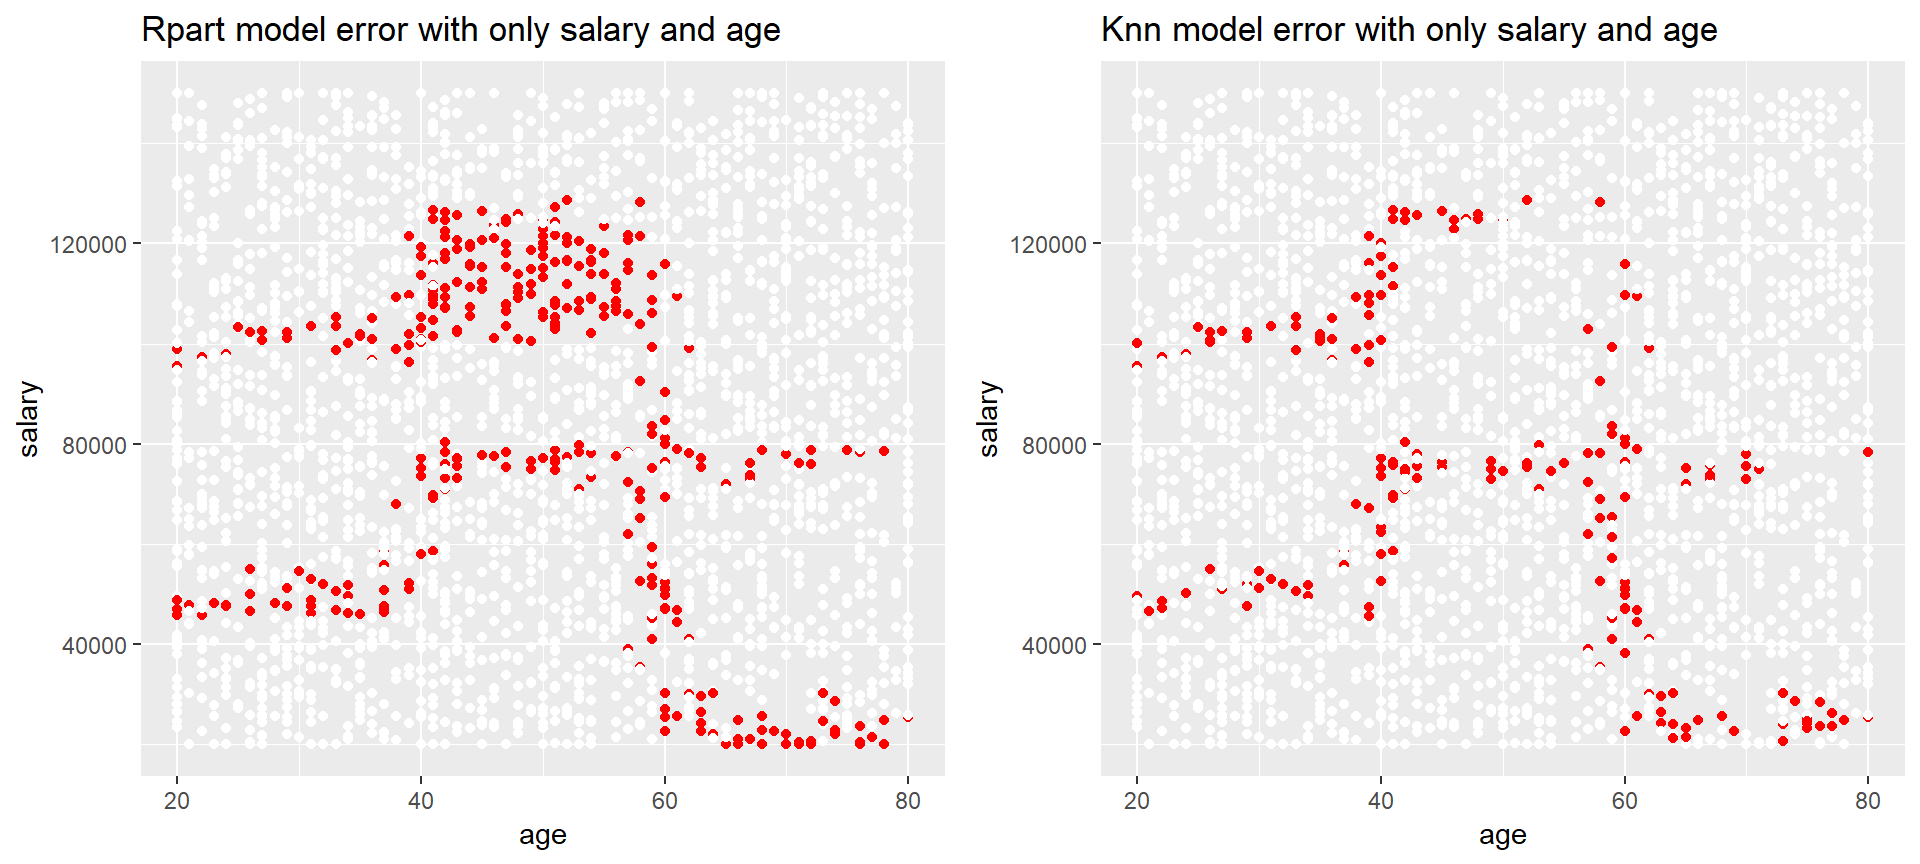 Rpart model error with only salary and age
salary
120000
80000
40000
20 40 60 80
age
Knn model error with only salary and age
salary
120000
80000
40000
20 40 60 80
age